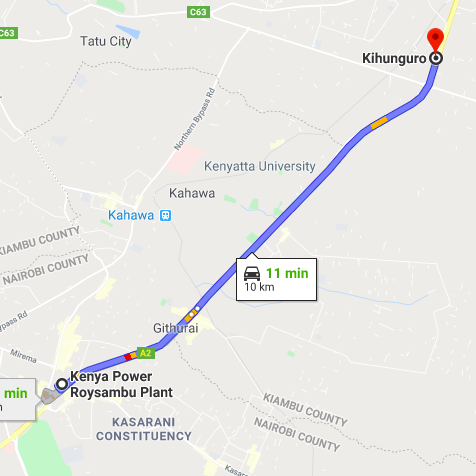 C63
C63
Tatu City
Kihunguro
Northern Bypass Rd
Kenyatta University
Kahawa
Kahawa
KIAMBU COUNTY
NAIROBI COUNTY
11 min
10 km
Bypass Rd
Githurai
Mirema
A2
Kenya Power
Roysambu Plant
min
KIAMBU COUNTY
NAIROBI COUNTY
KASARANI
CONSTITUENCY